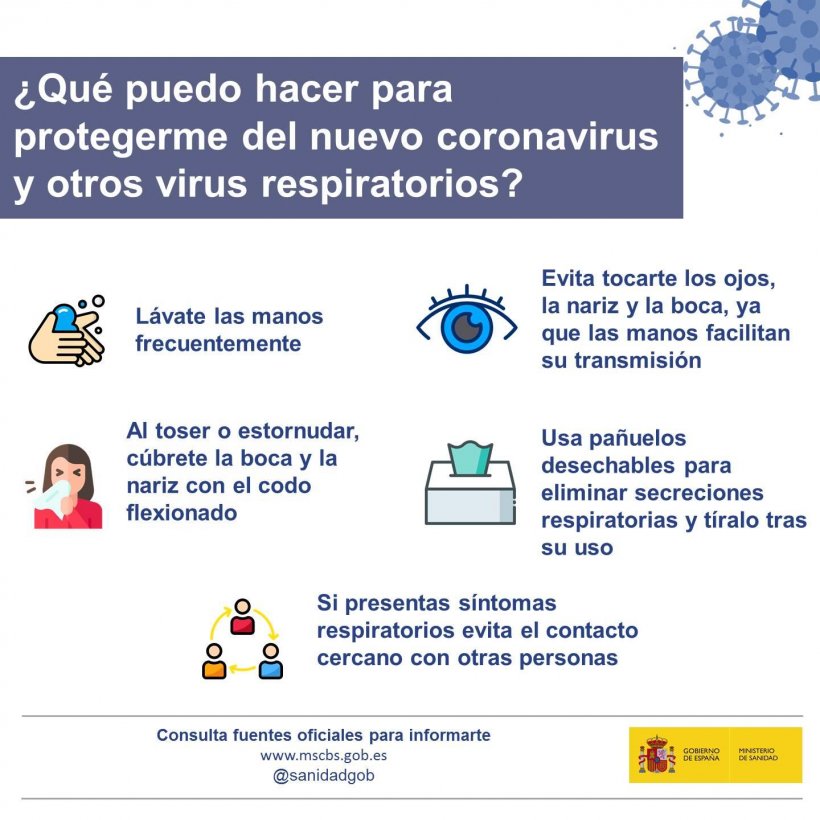 ¿Qué puedo hacer para
protegerme del nuevo coronavirus
y otros virus respiratorios?
Lávate las manos
frecuentemente
Evita tocarte los ojos,
la nariz y la boca, ya
que las manos facilitan
su transmisión
Al toser o estornudar,
cúbrete la boca y la
nariz con el codo
flexionado
Usa pañuelos
desechables para
eliminar secreciones
respiratorias y tíralo tras
su uso
Si presentas síntomas
respiratorios evita el contacto
cercano con otras personas
Consulta fuentes oficiales para informarte
www.mscbs.gob.es
@sanidadgob
GOBIERNO
DE ESPAÑA
MINISTERIO
DE SANIDAD